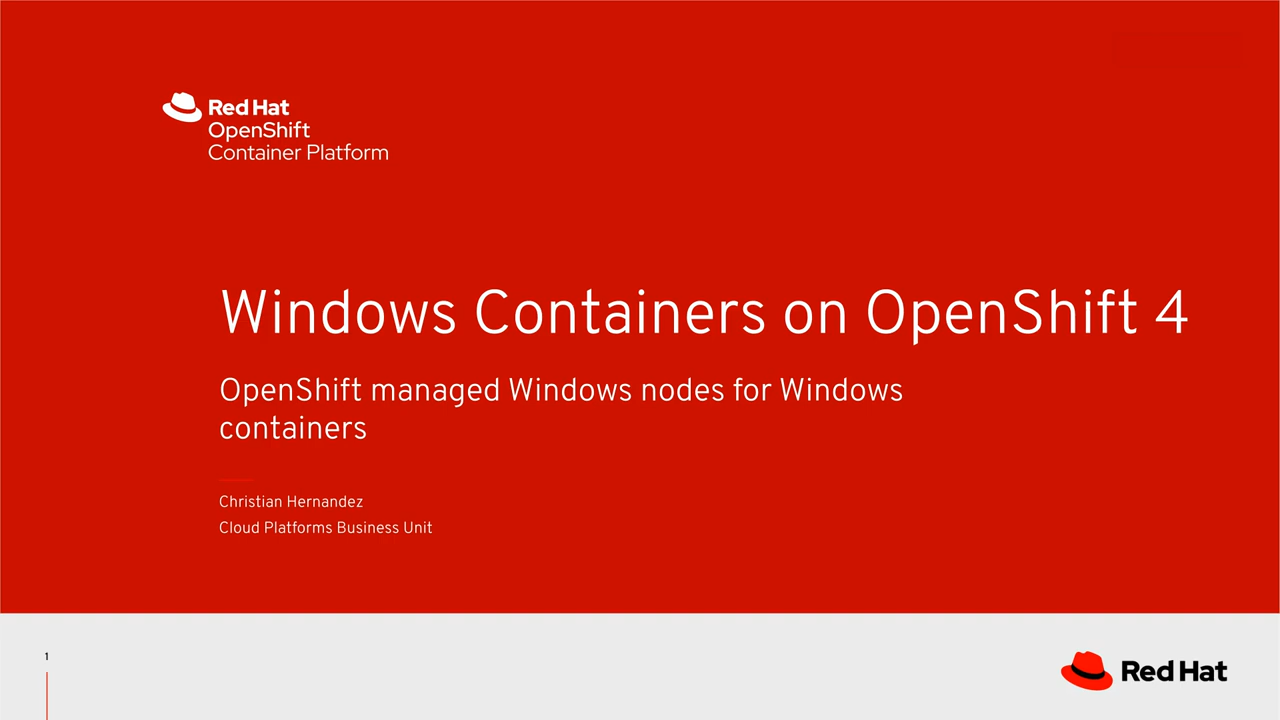 Red Hat
OpenShift
Container Platform
Windows Containers on OpenShift 4
OpenShift managed Windows nodes for Windows
containers
Christian Hernandez
Cloud Platforms Business Unit
1
Red Hat